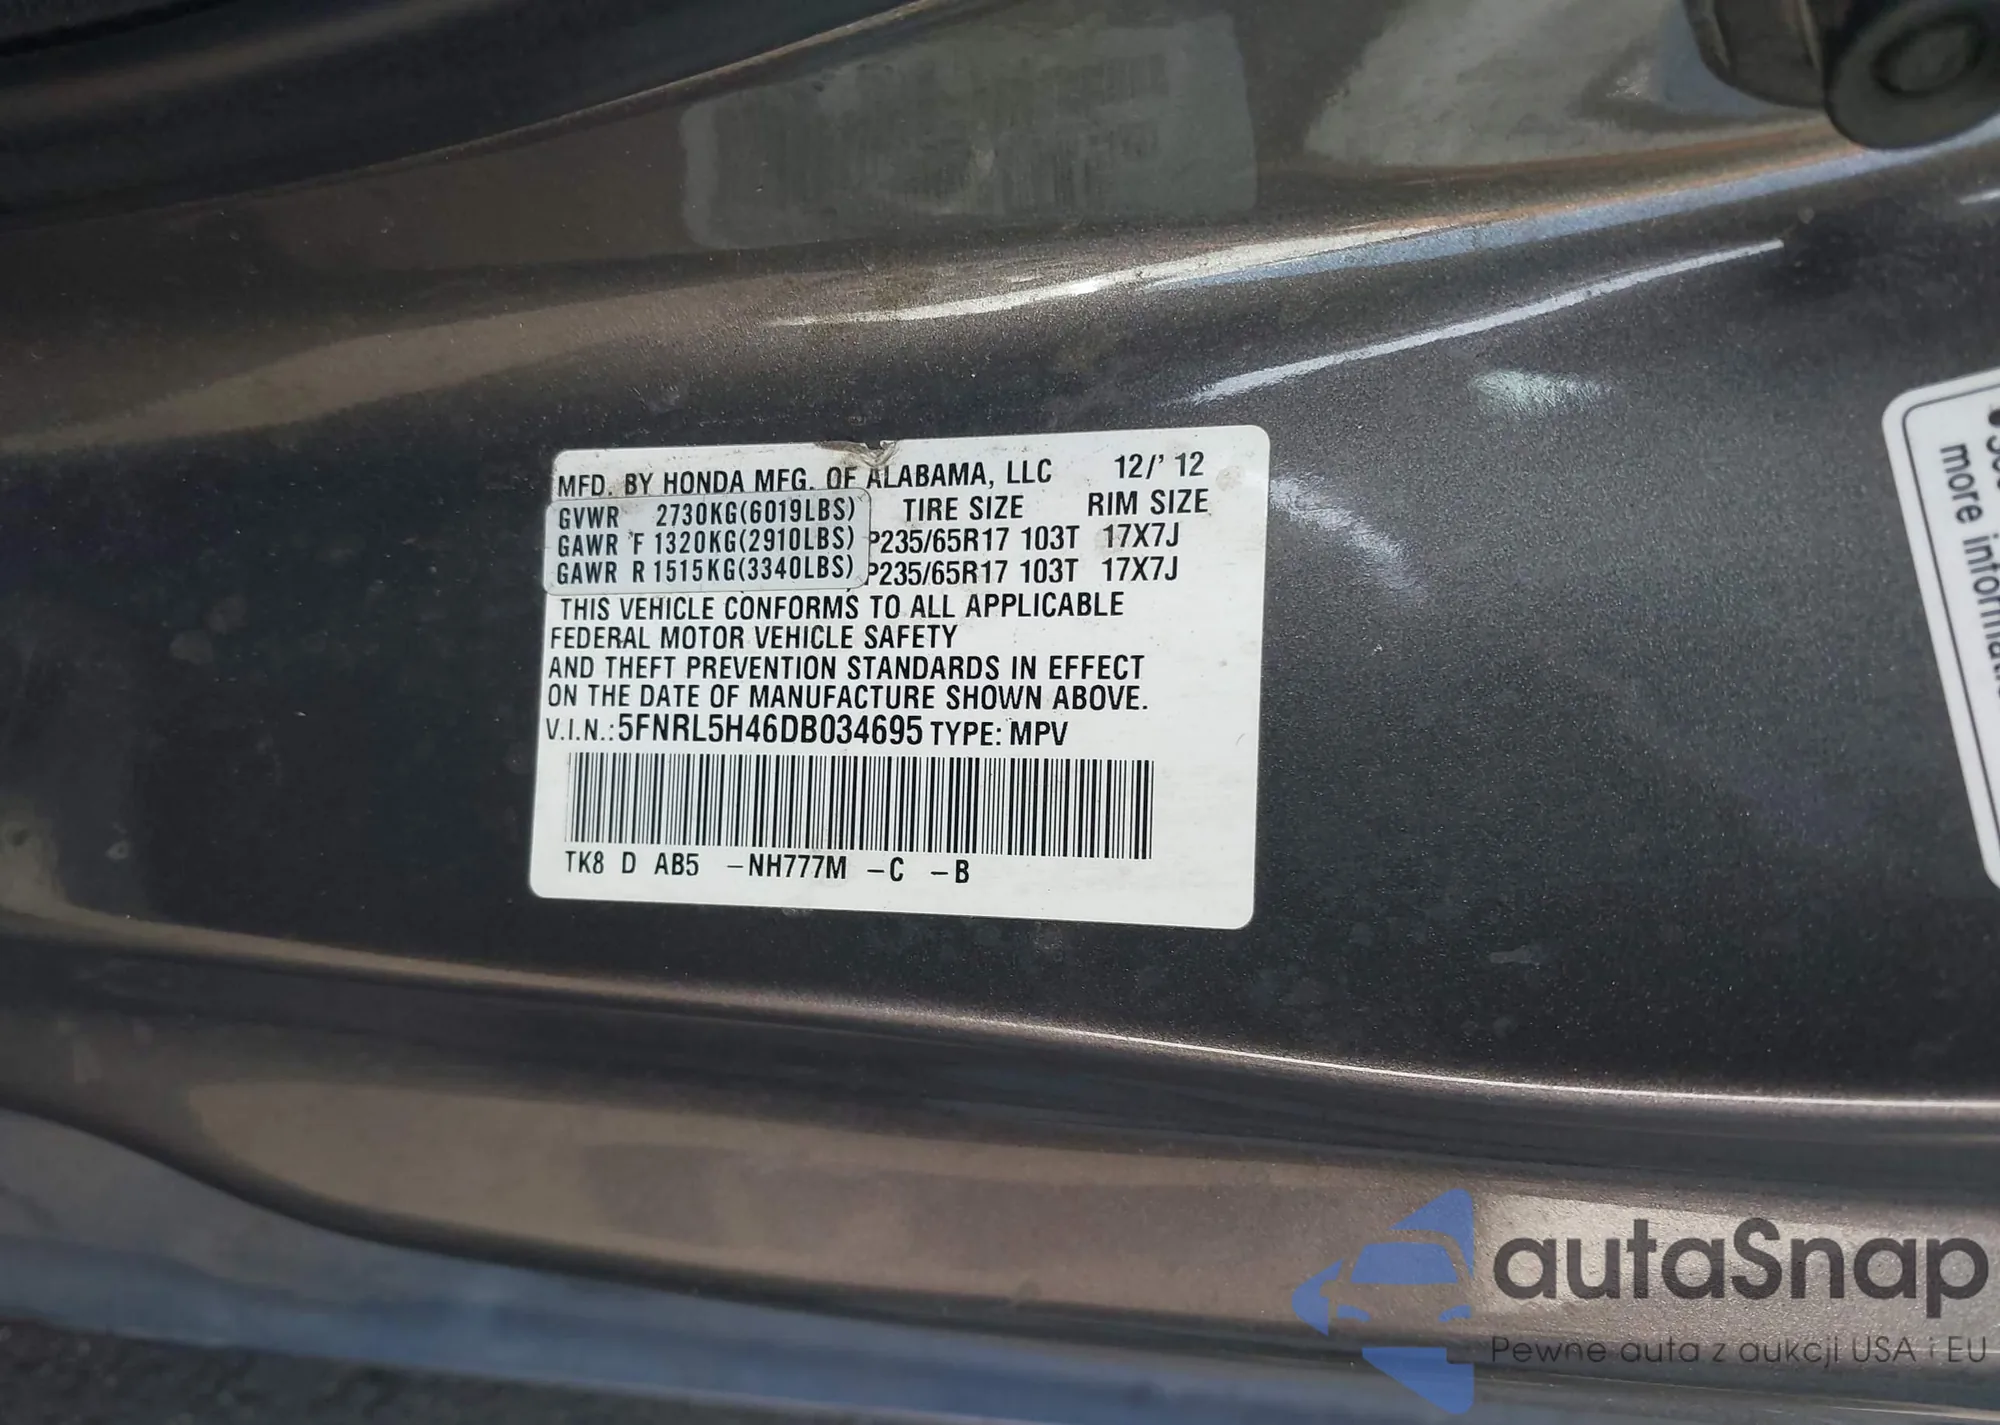 MFD. BY HONDA MFG. OF ALABAMA, LLC 12/' 12
GVWR 2730KG(6019LBS) TIRE SIZE RIM SIZE
GAWR F 1320KG(2910LBS) P235/65R17 103T 17X7J
GAWR R 1515KG(3340LBS) P235/65R17 103T 17X7J
THIS VEHICLE CONFORMS TO ALL APPLICABLE
FEDERAL MOTOR VEHICLE SAFETY
AND THEFT PREVENTION STANDARDS IN EFFECT
ON THE DATE OF MANUFACTURE SHOWN ABOVE.
V.I.N.: 5FNRL5H46DB034695 TYPE: MPV
TK8 D AB5 –NH777M –C –B
more
autoSnap
Pewne auta z aukcji USA i EU